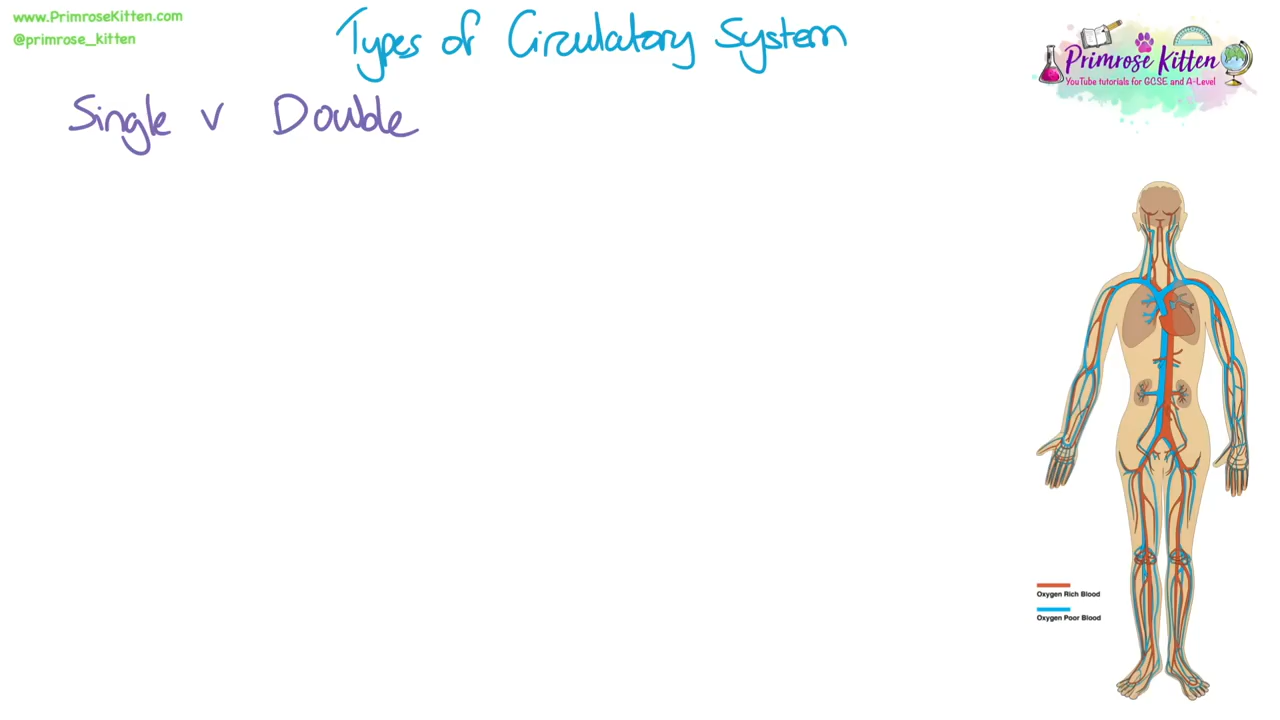 www.PrimroseKitten.com
@primrose_kitten
Types of Circulatory System
Primrose Kitten
YouTube tutorials for GCSE and A-Level
Single v Double
Oxygen Rich Blood
Oxygen Poor Blood